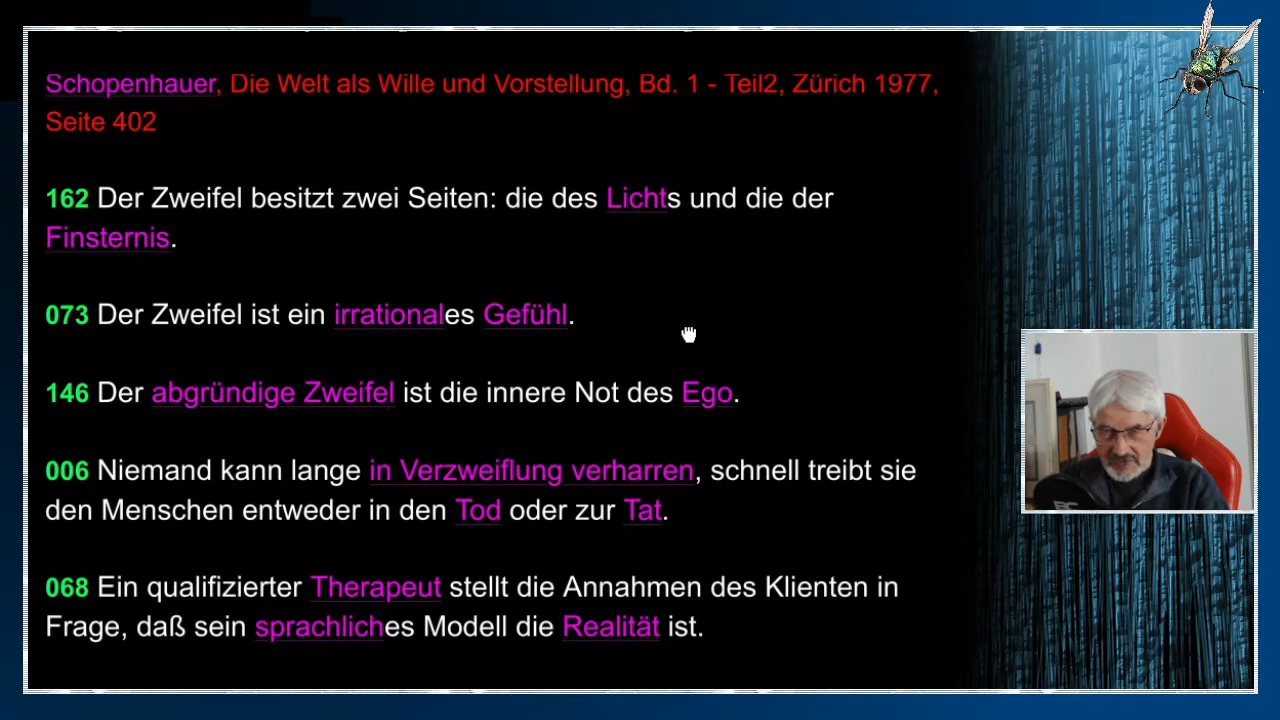 Schopenhauer, Die Welt als Wille und Vorstellung, Bd. 1 - Teil2, Zürich 1977,
Seite 402
162 Der Zweifel besitzt zwei Seiten: die des Lichts und die der
Finsternis.
073 Der Zweifel ist ein irrationales Gefühl.
146 Der abgründige Zweifel ist die innere Not des Ego.
006 Niemand kann lange in Verzweiflung verharren, schnell treibt sie
den Menschen entweder in den Tod oder zur Tat.
068 Ein qualifizierter Therapeut stellt die Annahmen des Klienten in
Frage, daß sein sprachliches Modell die Realität ist.